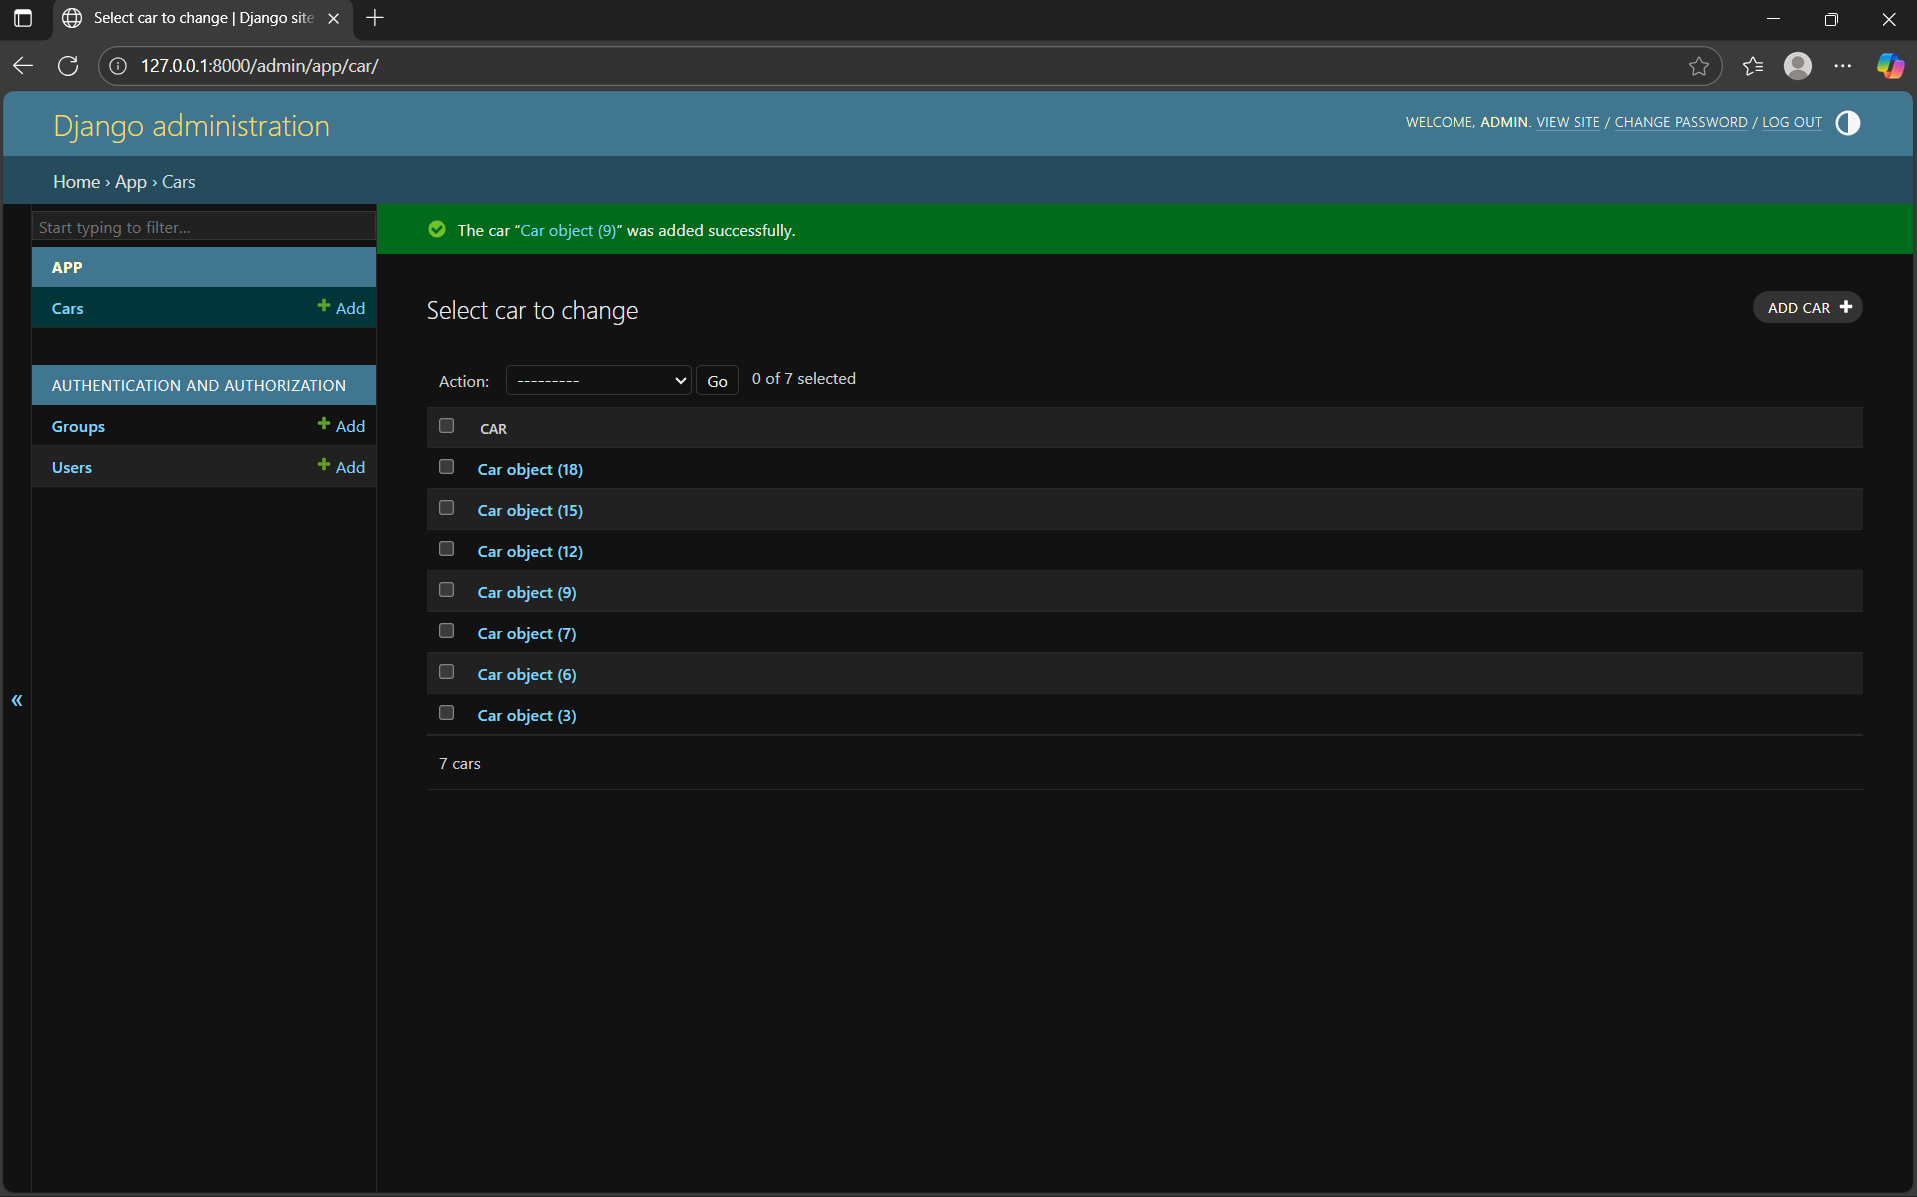 Select car to change | Django site
127.0.0.1:8000/admin/app/car/
Django administration
WELCOME, ADMIN. VIEW SITE / CHANGE PASSWORD / LOG OUT
Home › App › Cars
Start typing to filter...
APP
Cars
Add
AUTHENTICATION AND AUTHORIZATION
Groups
Add
Users
Add
«
The car “Car object (9)” was added successfully.
Select car to change
ADD CAR
Action:
---------
Go
0 of 7 selected
CAR
Car object (18)
Car object (15)
Car object (12)
Car object (9)
Car object (7)
Car object (6)
Car object (3)
7 cars